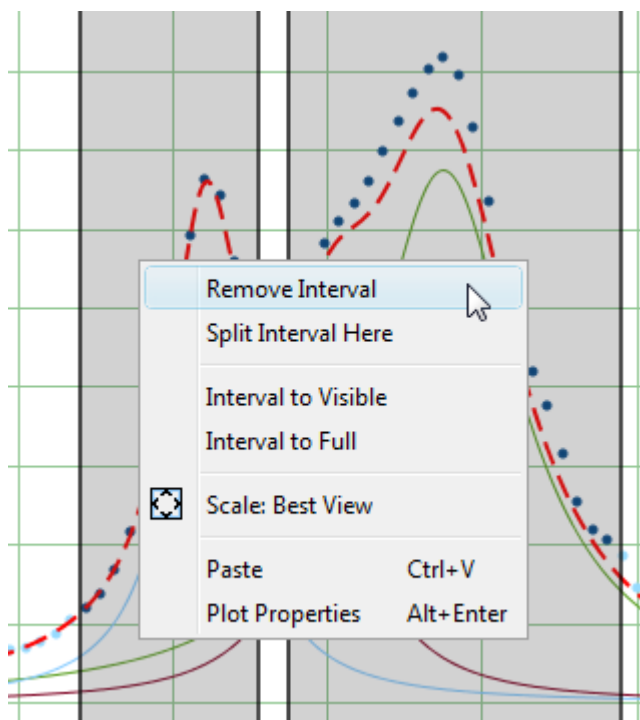 Remove Interval
Split Interval Here
Interval to Visible
Interval to Full
Scale: Best View
Paste Ctrl+V
Plot Properties Alt+Enter